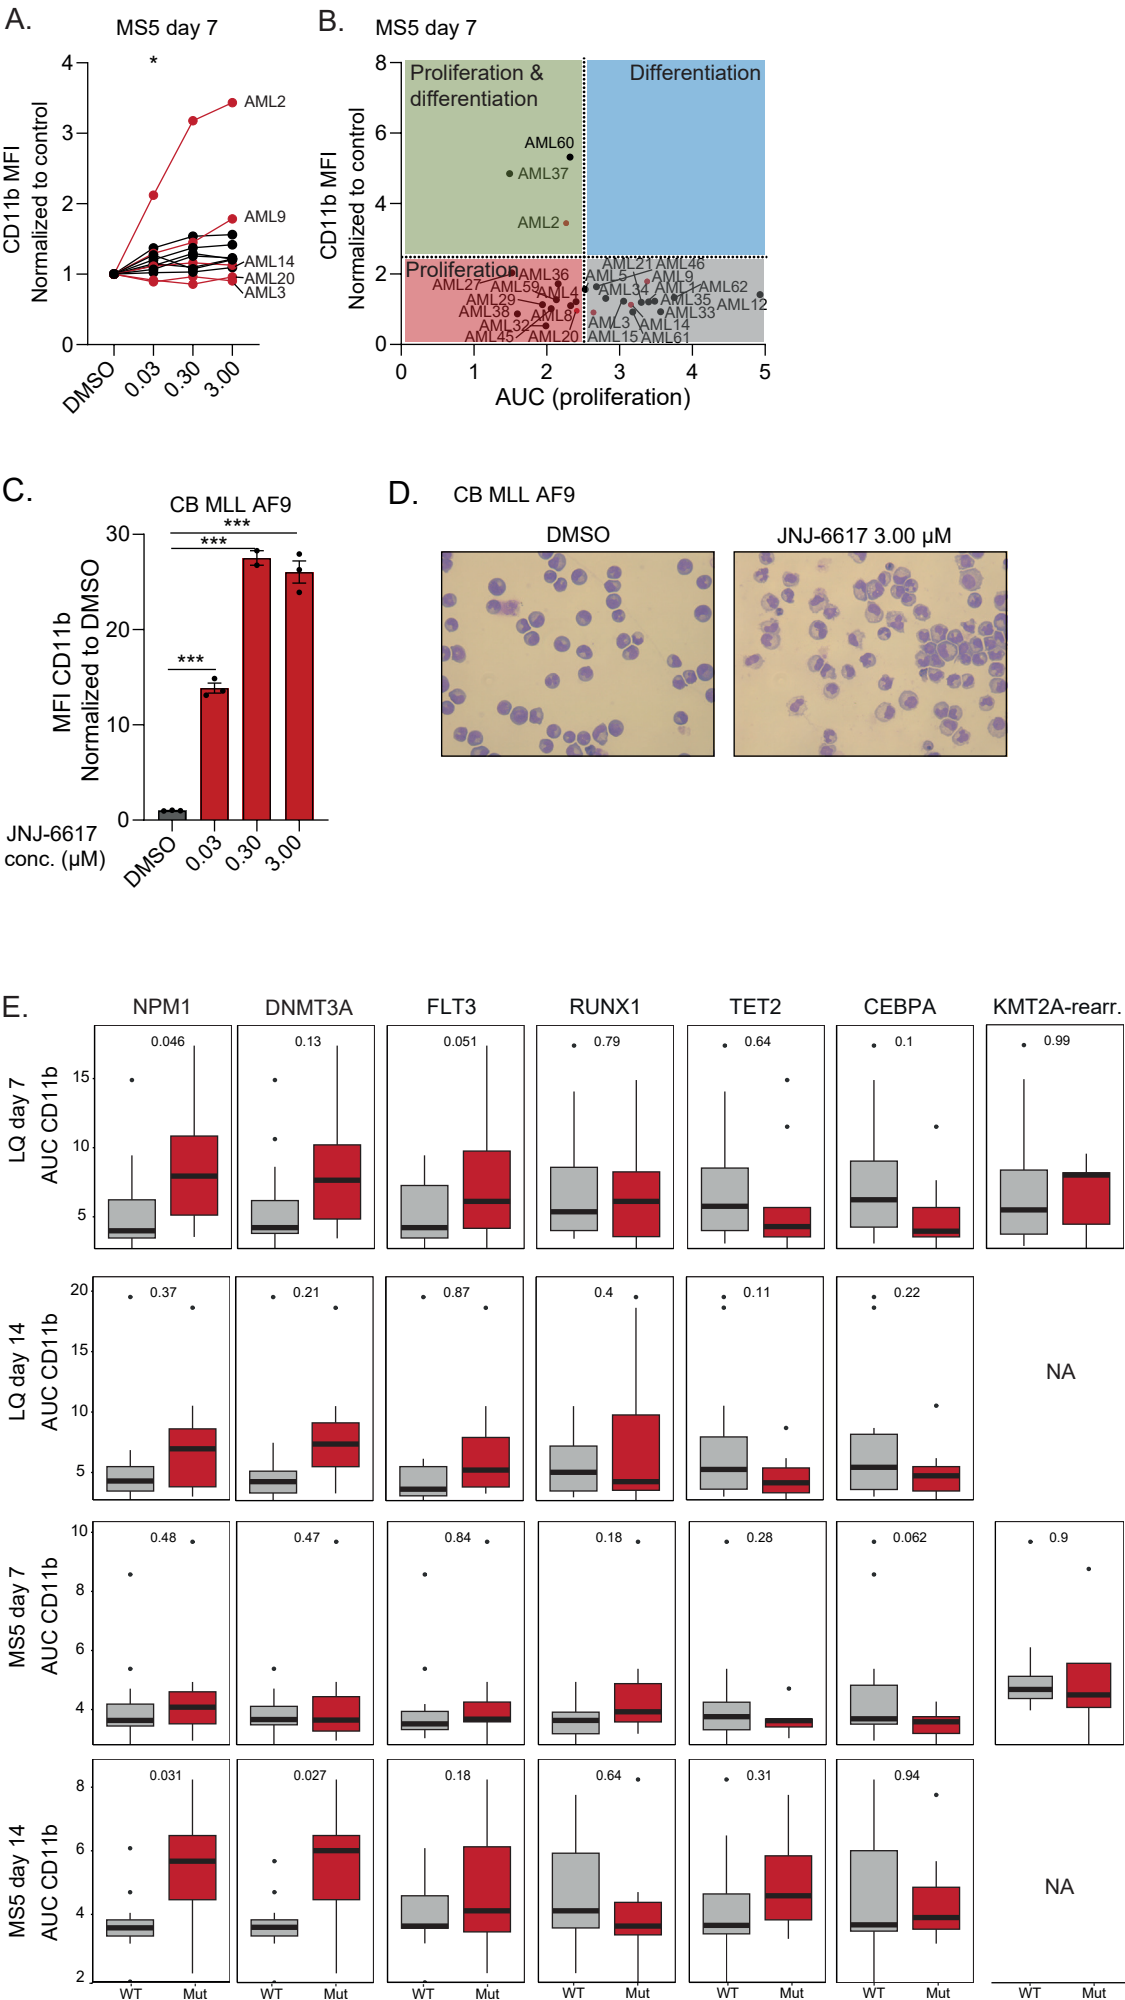 A.
MS5 day 7
CD11b MFI
Normalized to control
4
3
2
1
0
*
AML2
AML9
AML14
AML20
AML3
DMSO
0.03
0.30
3.00
B.
MS5 day 7
CD11b MFI
Normalized to control
8
6
4
2
0
Proliferation &
differentiation
Differentiation
AML60
AML37
AML2
Proliferation
AML36
AML27
AML59
AML4
AML29
AML38
AML8
AML32
AML45
AML20
AML21
AML46
AML5
AML9
AML34
AML1
AML62
AML35
AML12
AML33
AML3
AML14
AML15
AML61
0
1
2
3
4
5
AUC (proliferation)
C.
CB MLL AF9
MFI CD11b
Normalized to DMSO
30
20
10
0
***
***
***
JNJ-6617
conc. (µM)
DMSO
0.03
0.30
3.00
D.
CB MLL AF9
DMSO
JNJ-6617 3.00 µM
E.
NPM1
DNMT3A
FLT3
RUNX1
TET2
CEBPA
KMT2A-rearr.
LQ day 7
AUC CD11b
15
10
5
0.046
0.13
0.051
0.79
0.64
0.1
0.99
LQ day 14
AUC CD11b
20
15
10
5
0.37
0.21
0.87
0.4
0.11
0.22
NA
MS5 day 7
AUC CD11b
10
8
6
4
0.48
0.47
0.84
0.18
0.28
0.062
0.9
MS5 day 14
AUC CD11b
8
6
4
2
0.031
0.027
0.18
0.64
0.31
0.94
NA
WT
Mut
WT
Mut
WT
Mut
WT
Mut
WT
Mut
WT
Mut
WT
Mut